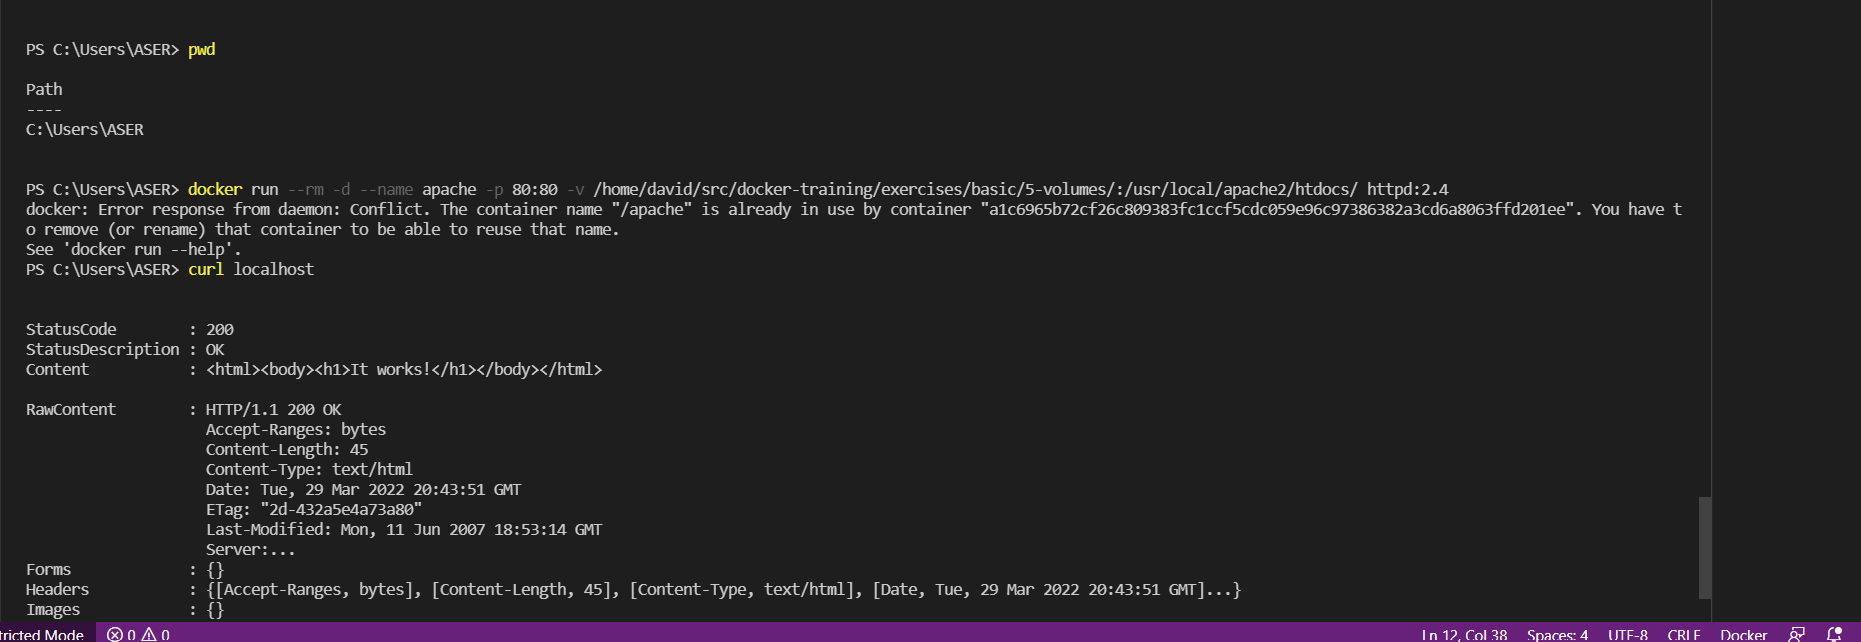 PS C:\Users\ASER> pwd
Path
----
C:\Users\ASER
PS C:\Users\ASER> docker run --rm -d --name apache -p 80:80 -v /home/david/src/docker-training/exercises/basic/5-volumes/:/usr/local/apache2/htdocs/ httpd:2.4
docker: Error response from daemon: Conflict. The container name "/apache" is already in use by container "a1c6965b72cf26c809383fc1ccf5cdc059e96c97386382a3cd6a8063ffd201ee". You have t
o remove (or rename) that container to be able to reuse that name.
See 'docker run --help'.
PS C:\Users\ASER> curl localhost
StatusCode        : 200
StatusDescription : OK
Content           : <html><body><h1>It works!</h1></body></html>
RawContent        : HTTP/1.1 200 OK
Accept-Ranges: bytes
Content-Length: 45
Content-Type: text/html
Date: Tue, 29 Mar 2022 20:43:51 GMT
ETag: "2d-432a5e4a73a80"
Last-Modified: Mon, 11 Jun 2007 18:53:14 GMT
Server:...
Forms             : {}
Headers           : {[Accept-Ranges, bytes], [Content-Length, 45], [Content-Type, text/html], [Date, Tue, 29 Mar 2022 20:43:51 GMT]...}
Images            : {}
tricted Mode 0 0 Ln 12, Col 38 Spaces: 4 UTF-8 CRLF Docker